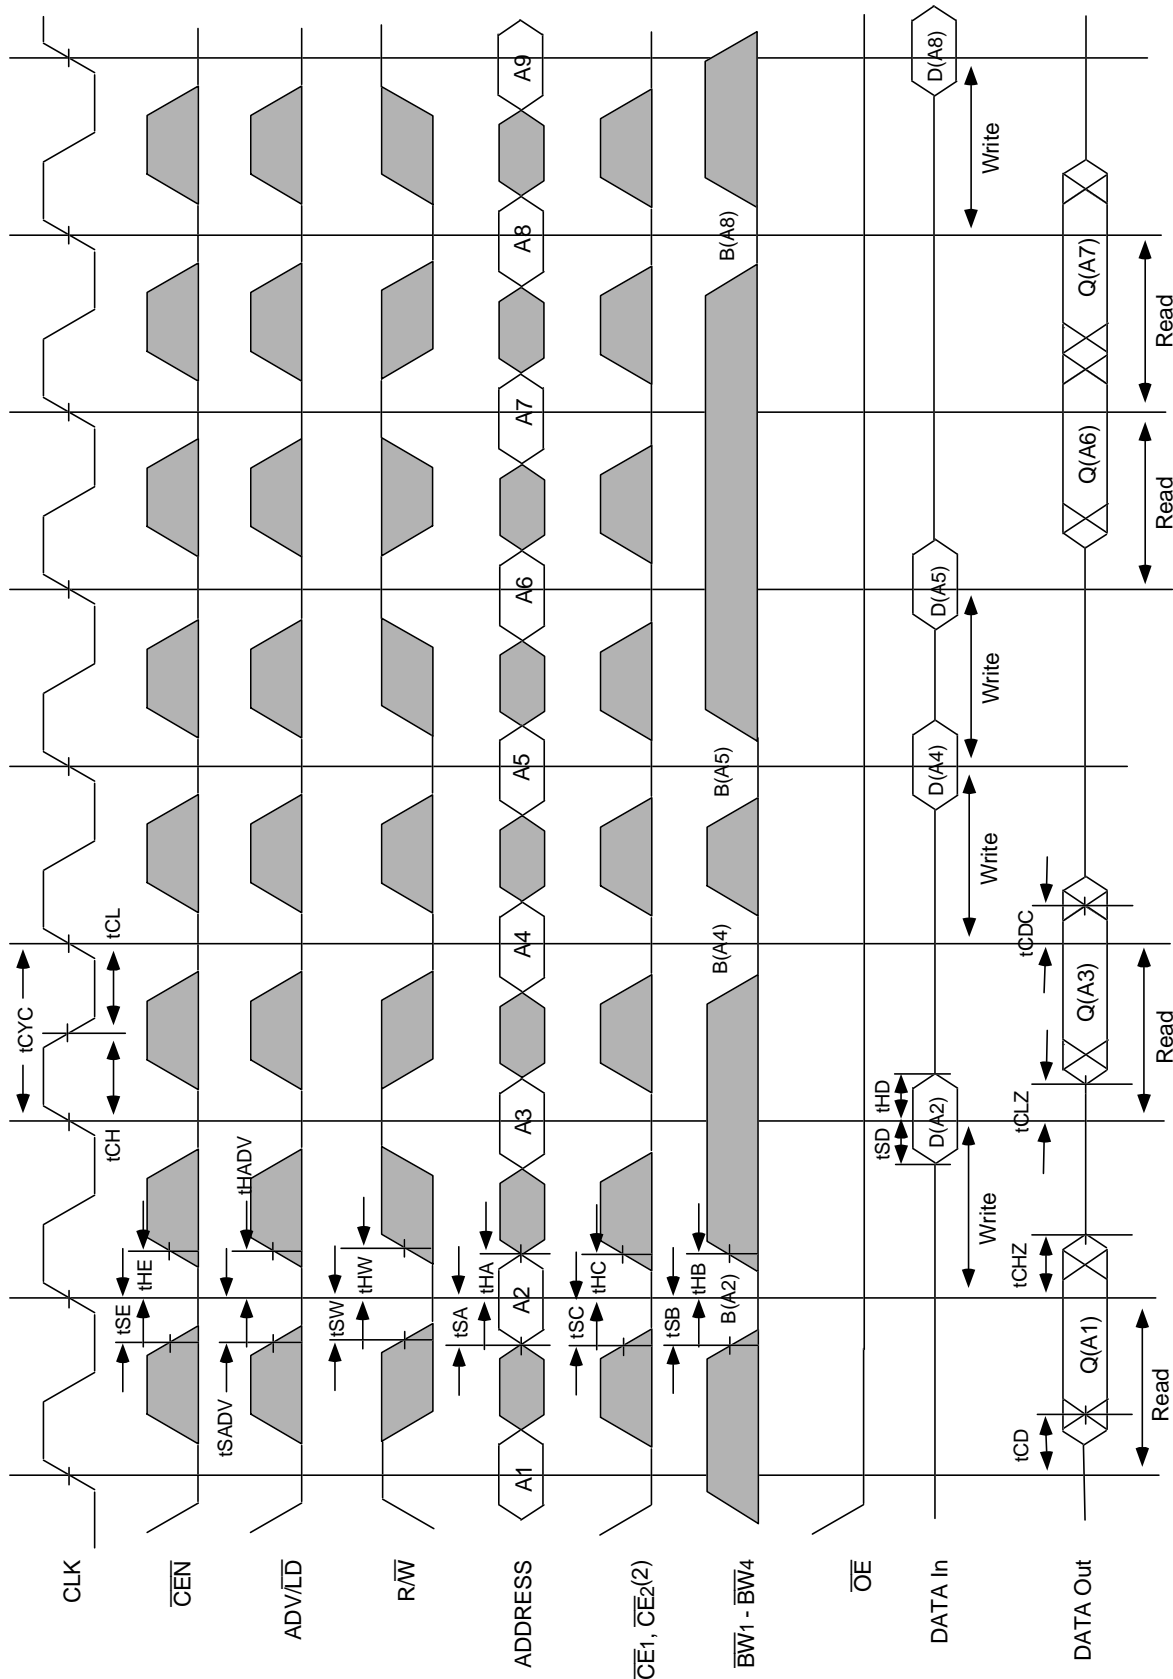 CLK
tCYC
tCH
tCL
CEN
tSE
tHE
ADV/LD
tSADV
tHADV
R/W
tSW
tHW
ADDRESS
A1
tSA
tHA
A2
A3
A4
A5
A6
A7
A8
A9
CE1, CE2(2)
tSC
tHC
BW1 - BW4
tSB
tHB
B(A2)
B(A4)
B(A5)
B(A8)
OE
DATA In
tSD
tHD
D(A2)
D(A4)
D(A5)
D(A8)
Write
Write
Write
Write
DATA Out
tCD
Q(A1)
tCHZ
tCLZ
Q(A3)
tCDC
Q(A6)
Q(A7)
Read
Read
Read
Read